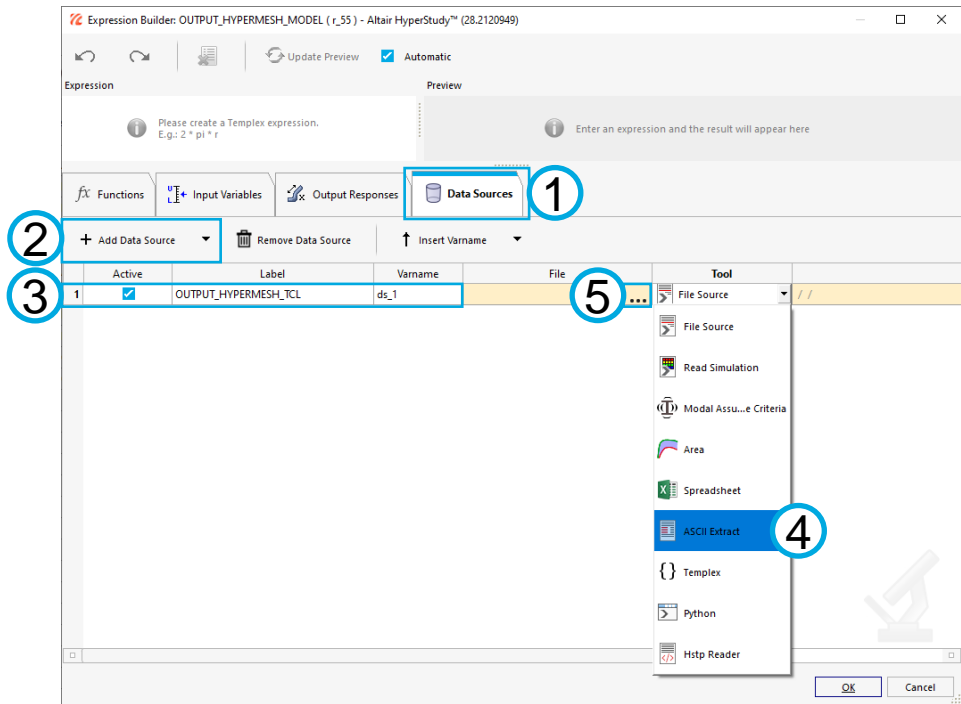 Expression Builder: OUTPUT_HYPERMESH_MODEL ( r_55 ) - Altair HyperStudy™ (28.2120949)
Update Preview Automatic
Expression Preview
Please create a Templex expression.
E.g.: 2 * pi * r
Enter an expression and the result will appear here
fx Functions Input Variables Output Responses Data Sources 1
2 + Add Data Source Remove Data Source Insert Varname
Active Label Varname File Tool
3 1 OUTPUT_HYPERMESH_TCL ds_1 5 ... File Source / /
File Source
Read Simulation
Modal Assu...e Criteria
Area
Spreadsheet
ASCII Extract 4
{} Templex
Python
Hstp Reader
OK Cancel